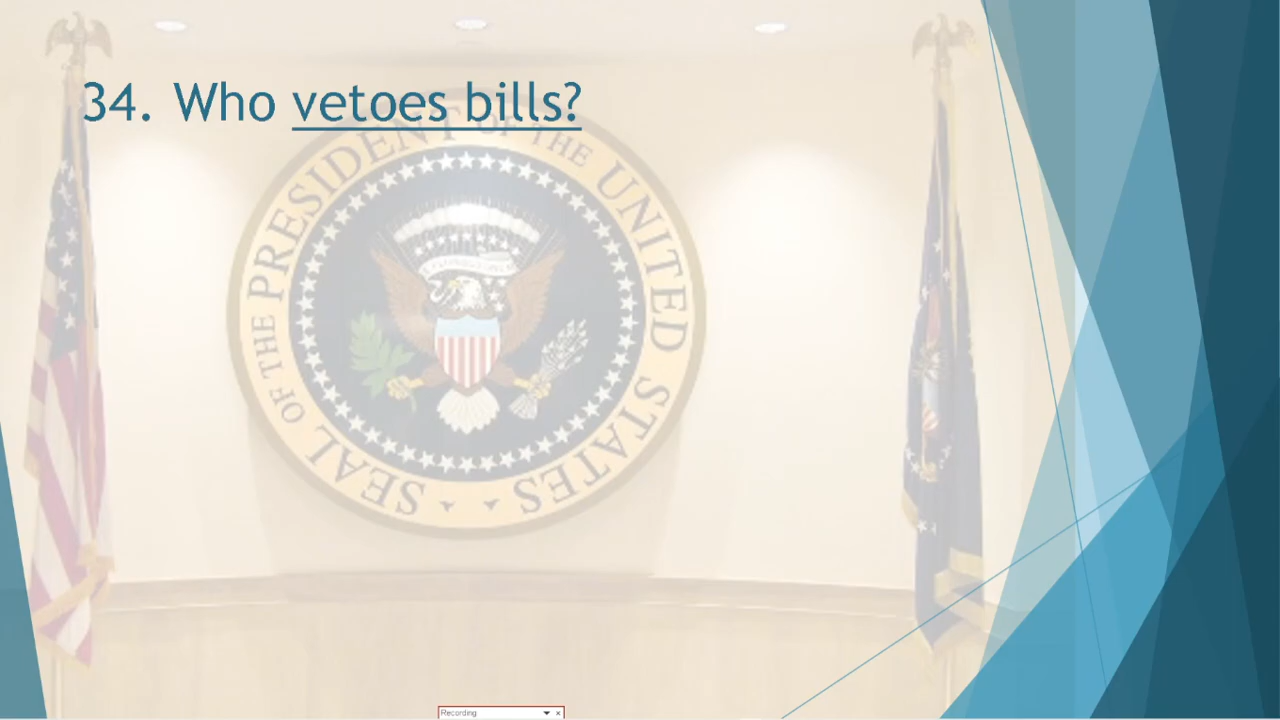 34. Who vetoes bills?
SEAL OF THE PRESIDENT OF THE UNITED STATES
Recording